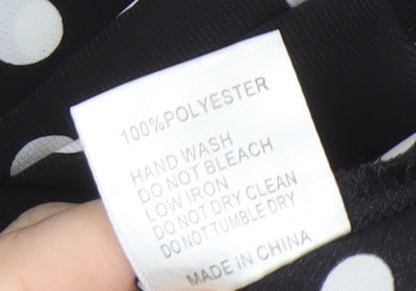 100%POLYESTER
HAND WASH
DO NOT BLEACH
LOW IRON
DO NOT DRY CLEAN
DO NOT TUMBLE DRY
MADE IN CHINA